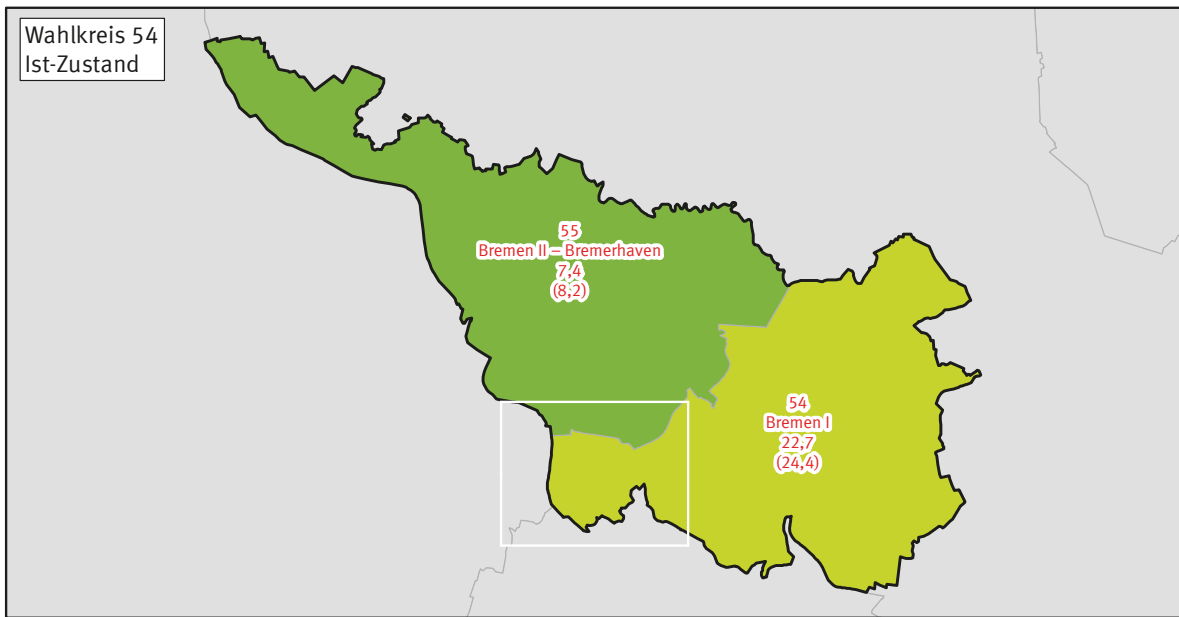 Wahlkreis 54
Ist-Zustand
55
Bremen II – Bremerhaven
7,4
(8,2)
54
Bremen I
22,7
(24,4)